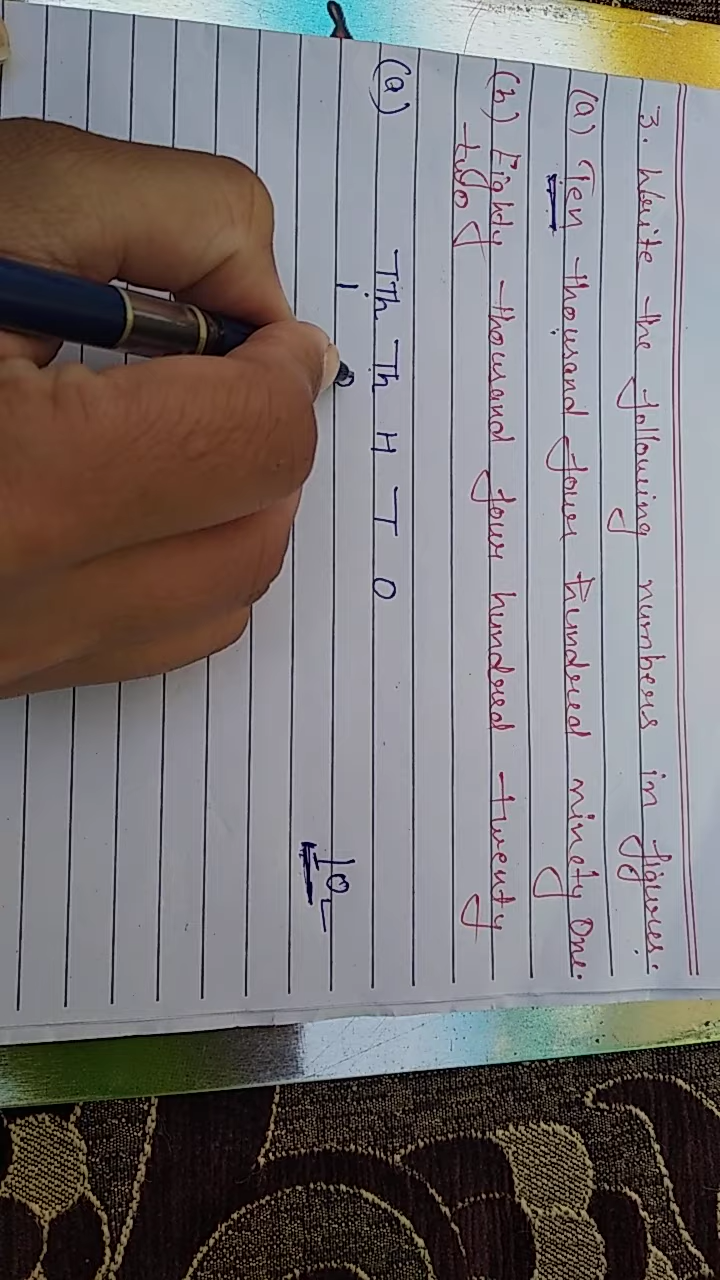 3. Write the following numbers in figures.
(a) Ten thousand four hundred ninety One.
(b) Eighty thousand four hundred twenty
two
(a) TTh Th H T O
1 0
10